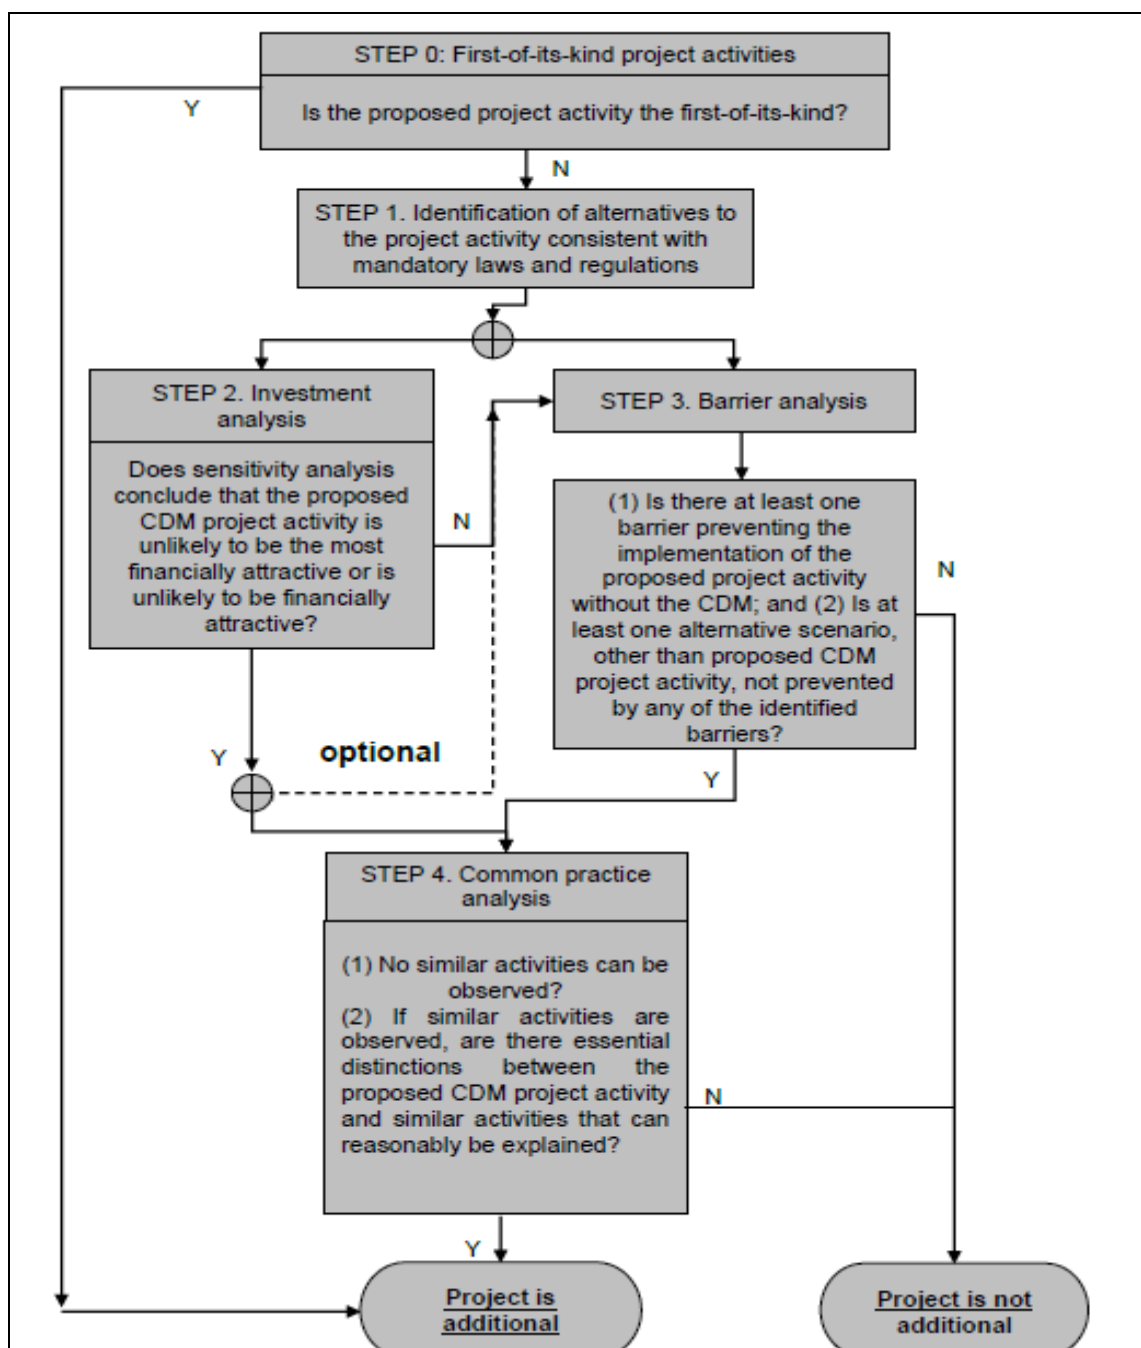 STEP 0: First-of-its-kind project activities
Y
Is the proposed project activity the first-of-its-kind?
N
STEP 1. Identification of alternatives to
the project activity consistent with
mandatory laws and regulations
STEP 2. Investment
analysis
Does sensitivity analysis
conclude that the proposed
CDM project activity is
unlikely to be the most
financially attractive or is
unlikely to be financially
attractive?
N
STEP 3. Barrier analysis
(1) Is there at least one
barrier preventing the
implementation of the
proposed project activity
without the CDM; and (2) Is at
least one alternative scenario,
other than proposed CDM
project activity, not prevented
by any of the identified
barriers?
N
Y
optional
Y
STEP 4. Common practice
analysis
(1) No similar activities can be
observed?
(2) If similar activities are
observed, are there essential
distinctions between the
proposed CDM project activity
and similar activities that can
reasonably be explained?
N
Y
Project is
additional
Project is not
additional